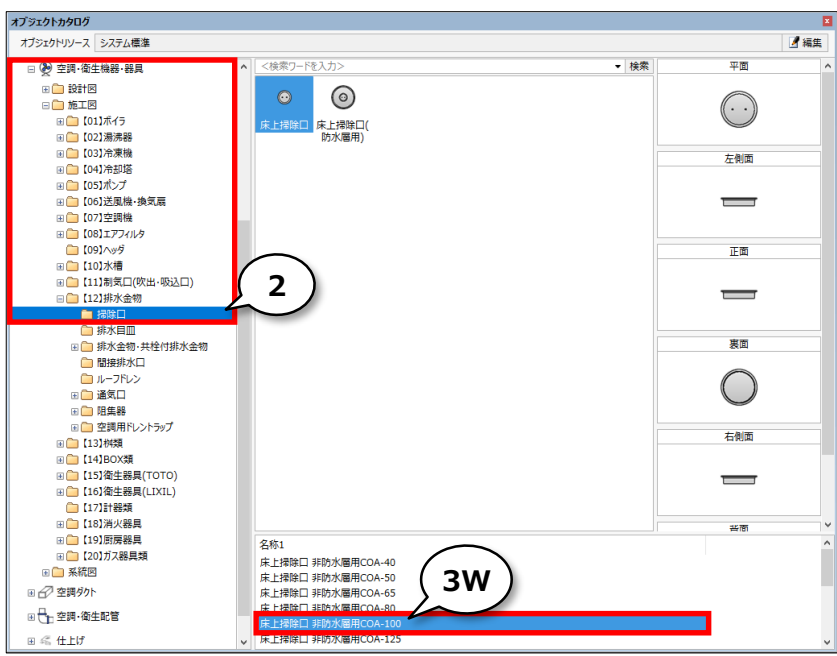 オブジェクトカタログ
オブジェクトリソース システム標準
編集
空調・衛生機器・器具
設計図
施工図
【01】ボイラ
【02】湯沸器
【03】冷凍機
【04】冷却塔
【05】ポンプ
【06】送風機・換気扇
【07】空調機
【08】エアフィルタ
【09】ヘッダ
【10】水槽
【11】制気口(吹出・吸込口)
【12】排水金物
掃除口
排水目皿
排水金物・共栓付排水金物
間接排水口
ルーフドレン
通気口
阻集器
空調用ドレントラップ
【13】桝類
【14】BOX類
【15】衛生器具(TOTO)
【16】衛生器具(LIXIL)
【17】計器類
【18】消火器具
【19】厨房器具
【20】ガス器具類
系統図
空調ダクト
空調・衛生配管
仕上げ
2
<検索ワードを入力>
検索
床上掃除口
床上掃除口(
防水層用)
平面
左側面
正面
裏面
右側面
背面
名称1
床上掃除口 非防水層用COA-40
床上掃除口 非防水層用COA-50
床上掃除口 非防水層用COA-65
床上掃除口 非防水層用COA-80
床上掃除口 非防水層用COA-100
床上掃除口 非防水層用COA-125
3W